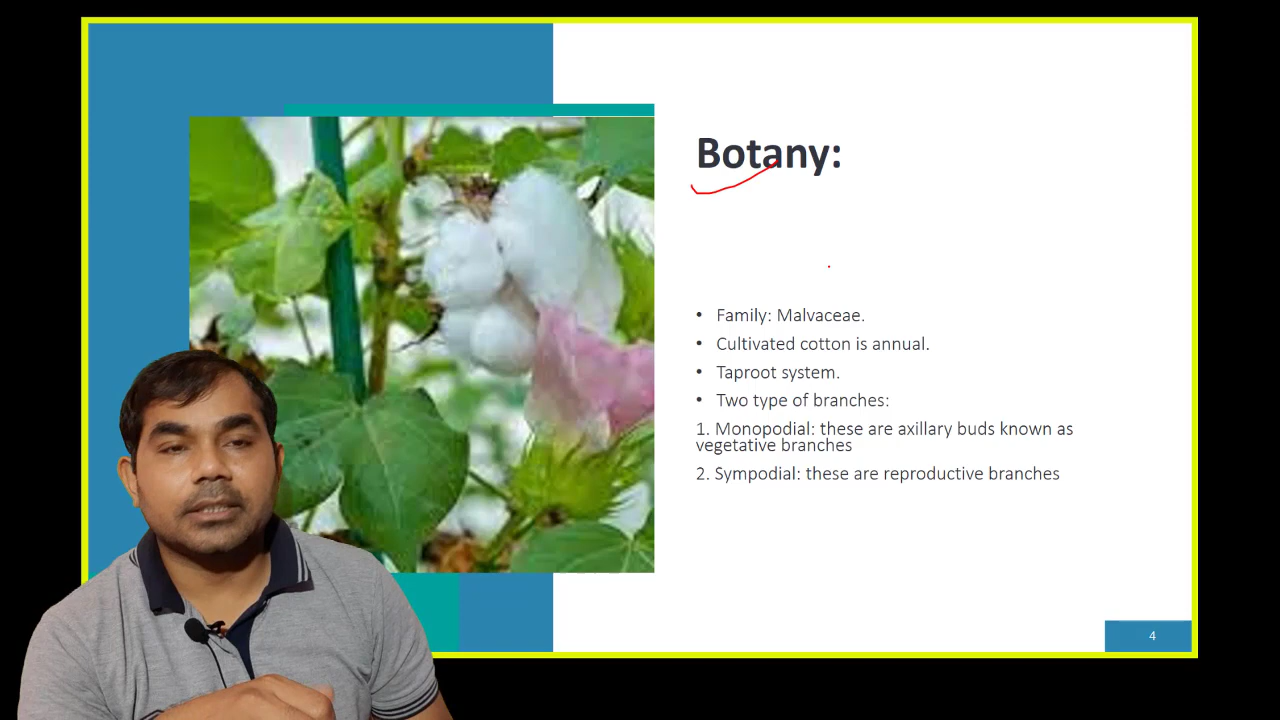 Botany:
• Family: Malvaceae.
• Cultivated cotton is annual.
• Taproot system.
• Two type of branches:
1. Monopodial: these are axillary buds known as
vegetative branches
2. Sympodial: these are reproductive branches
4